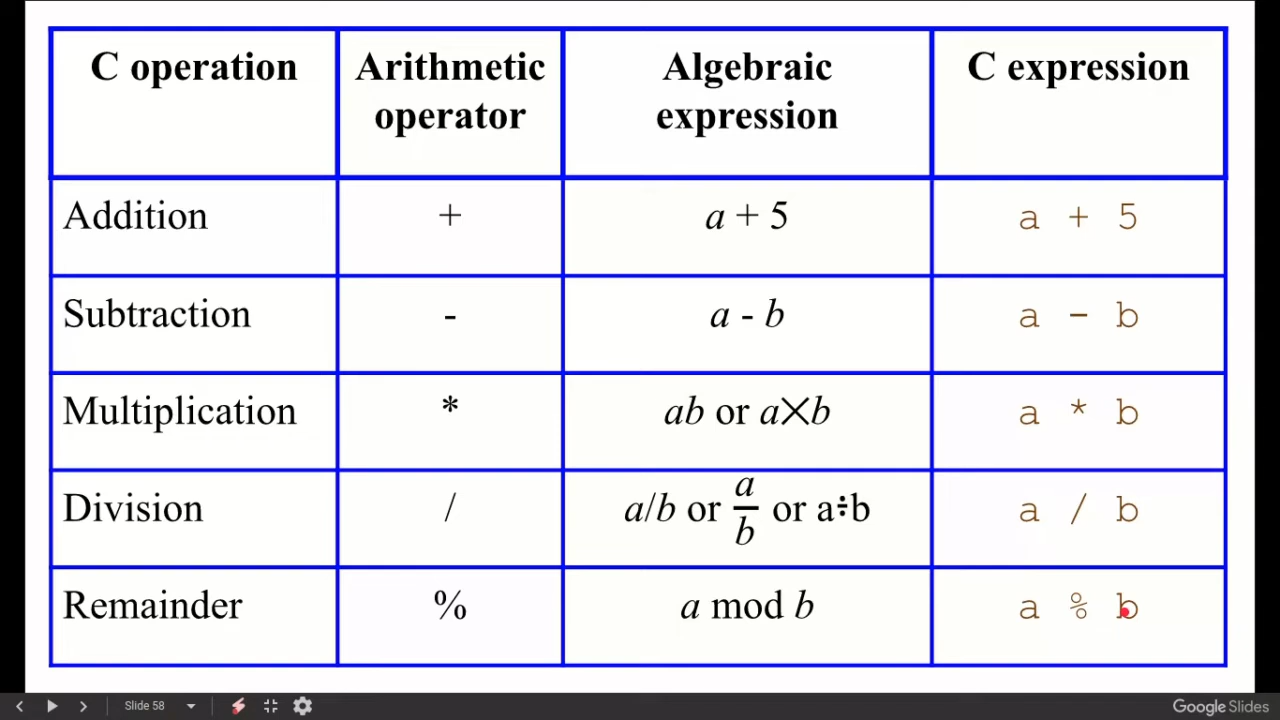 C operation Arithmetic operator Algebraic expression C expression
Addition + a + 5 a + 5
Subtraction - a - b a - b
Multiplication * ab or a×b a * b
Division / a/b or a/b or a÷b a / b
Remainder % a mod b a % b
Slide 58
Google Slides